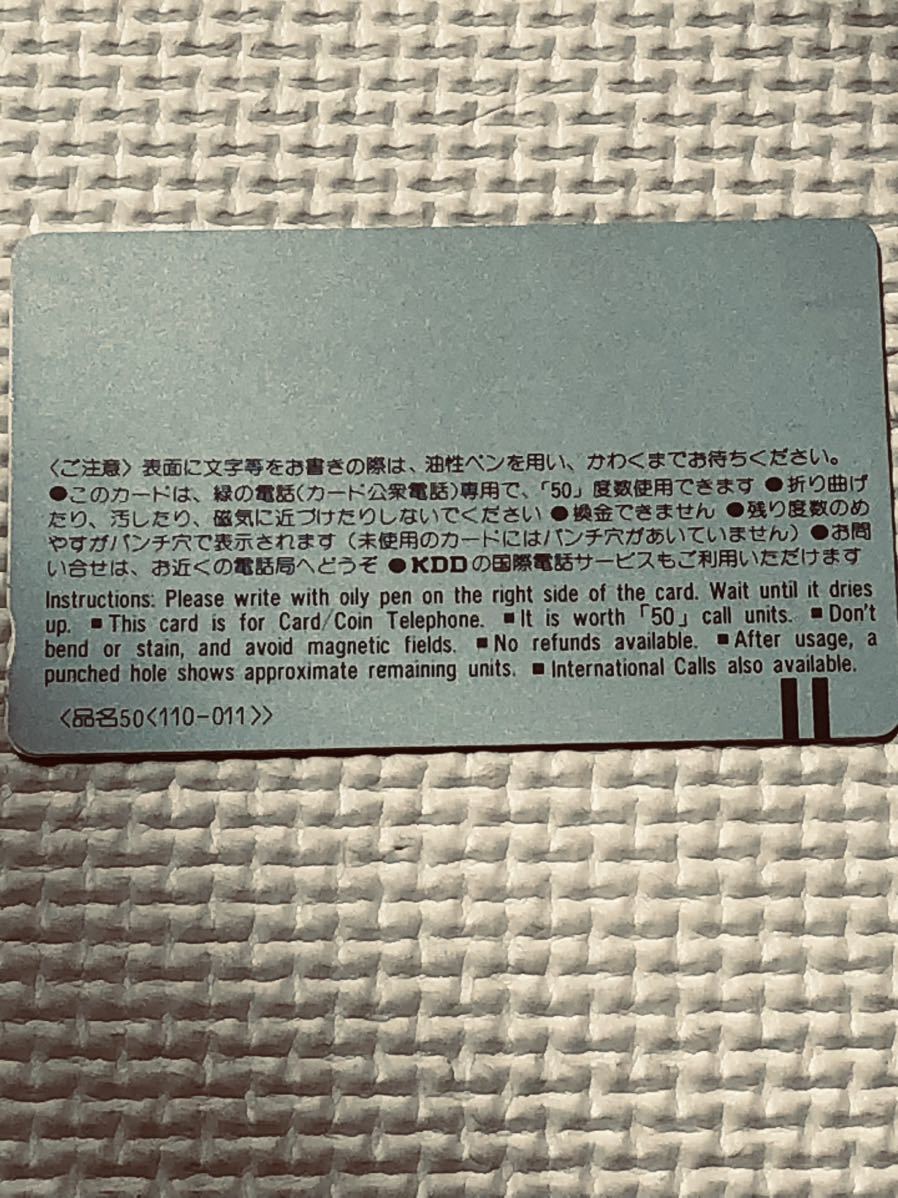 〈ご注意〉表面に文字等をお書きの際は、油性ペンを用い、かわくまでお待ちください。
●このカードは、緑の電話(カード公衆電話)専用で、「50」度数使用できます ●折り曲げ
たり、汚したり、磁気に近づけたりしないでください ●換金できません ●残り度数のめ
やすがパンチ穴で表示されます (未使用のカードにはパンチ穴があいていません) ●お問
い合せは、お近くの電話局へどうぞ ●KDDの国際電話サービスもご利用いただけます
Instructions: Please write with oily pen on the right side of the card. Wait until it dries
up. ■This card is for Card/Coin Telephone. ■It is worth「50」call units. ■Don't
bend or stain, and avoid magnetic fields. ■No refunds available. ■After usage, a
punched hole shows approximate remaining units. ■International Calls also available.
〈品名50〈110-011〉〉